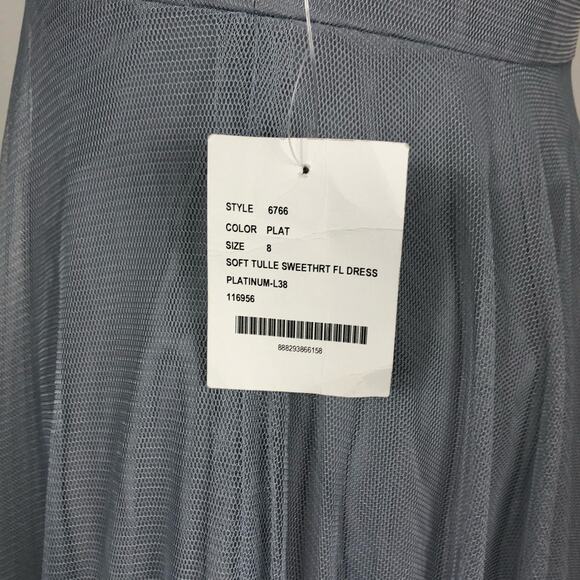 STYLE 6766
COLOR PLAT
SIZE 8
SOFT TULLE SWEETHRT FL DRESS
PLATINUM-L38
116956
888293866158